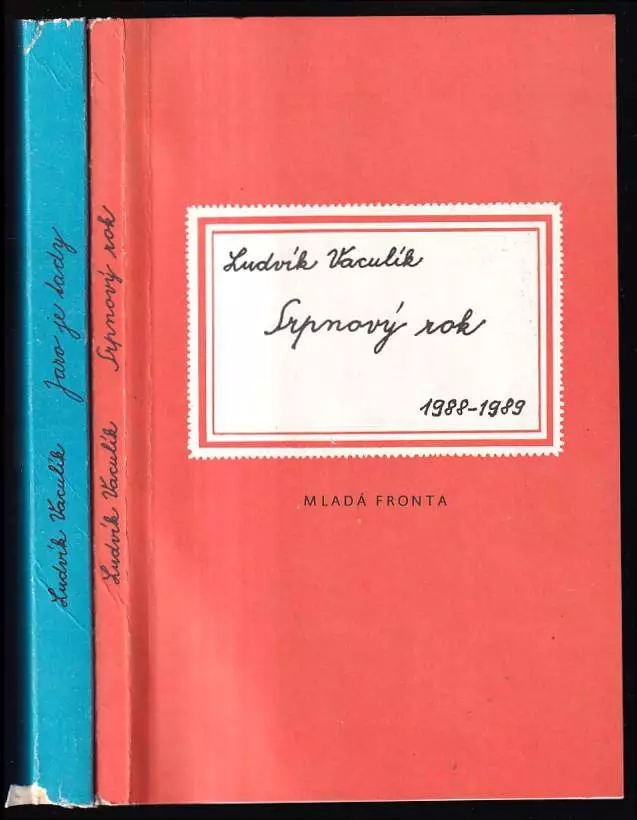 Ludvík Vaculík Jaro je tady
Ludvík Vaculík Srpnový rok
Ludvík Vaculík
Srpnový rok
1988-1989
MLADÁ FRONTA